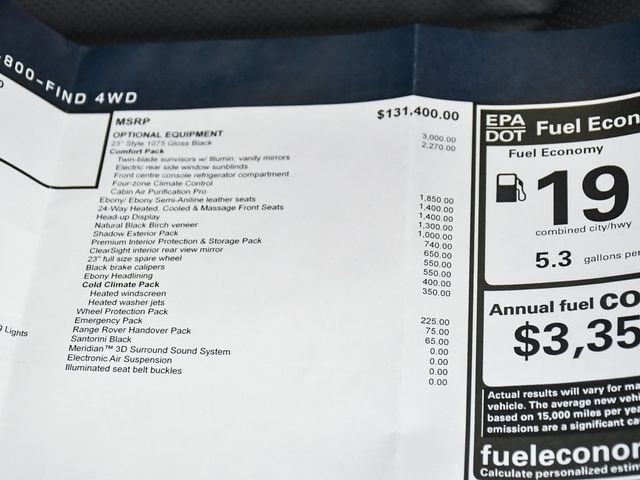 -800-FIND 4WD
MSRP $131,400.00
OPTIONAL EQUIPMENT
23" Style 1075 Gloss Black 3,000.00
Comfort Pack 2,270.00
Twin-blade sunvisors w/ Illumin. vanity mirrors
Electric rear side window sunblinds
Front centre console refrigerator compartment
Four-zone Climate Control
Cabin Air Purification Pro
Ebony/ Ebony Semi-Aniline leather seats 1,850.00
24-Way Heated, Cooled & Massage Front Seats 1,400.00
Head-up Display 1,400.00
Natural Black Birch veneer 1,300.00
Shadow Exterior Pack 1,000.00
Premium Interior Protection & Storage Pack 740.00
ClearSight interior rear view mirror 650.00
23" full size spare wheel 550.00
Black brake calipers 550.00
Ebony Headlining 400.00
Cold Climate Pack 350.00
Heated windscreen
Heated washer jets
Wheel Protection Pack 225.00
Emergency Pack 75.00
Range Rover Handover Pack 65.00
Santorini Black 0.00
Meridian™ 3D Surround Sound System 0.00
Electronic Air Suspension 0.00
Illuminated seat belt buckles 0.00
g Lights
EPA
DOT
Fuel Econ
Fuel Economy
19
combined city/hwy
5.3 gallons per
Annual fuel CO
$3,35
Actual results will vary for ma
vehicle. The average new vehi
based on 15,000 miles per yea
emissions are a significant ca
fueleconor
Calculate personalized estim